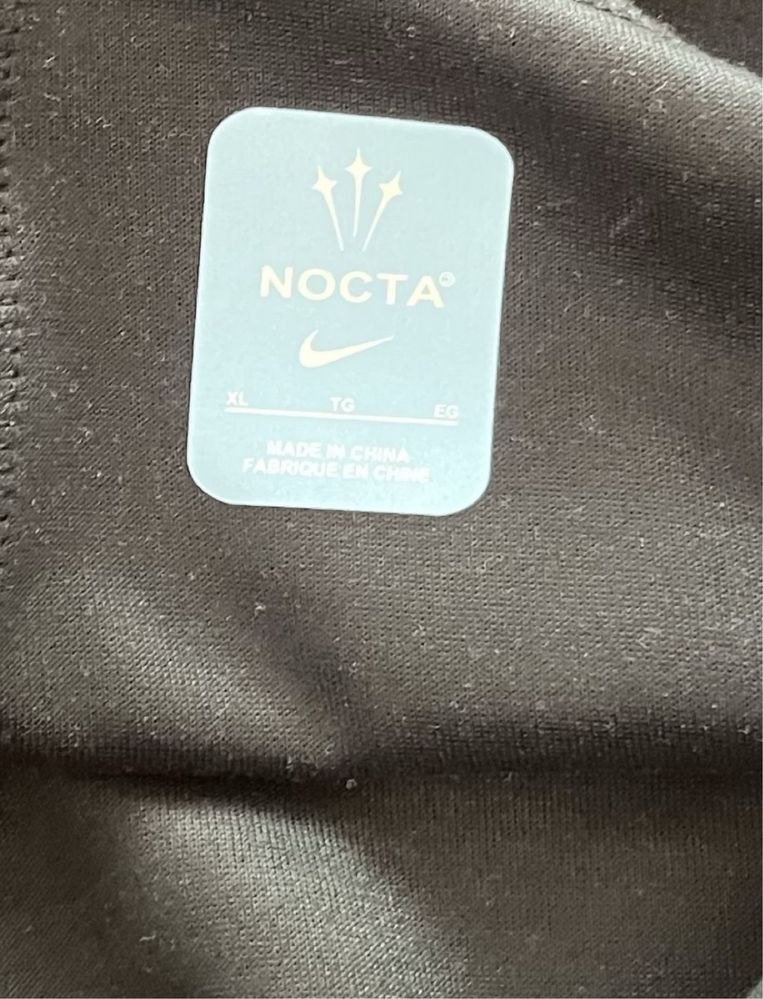 NOCTA®
XL TG EG
MADE IN CHINA
FABRIQUE EN CHINE